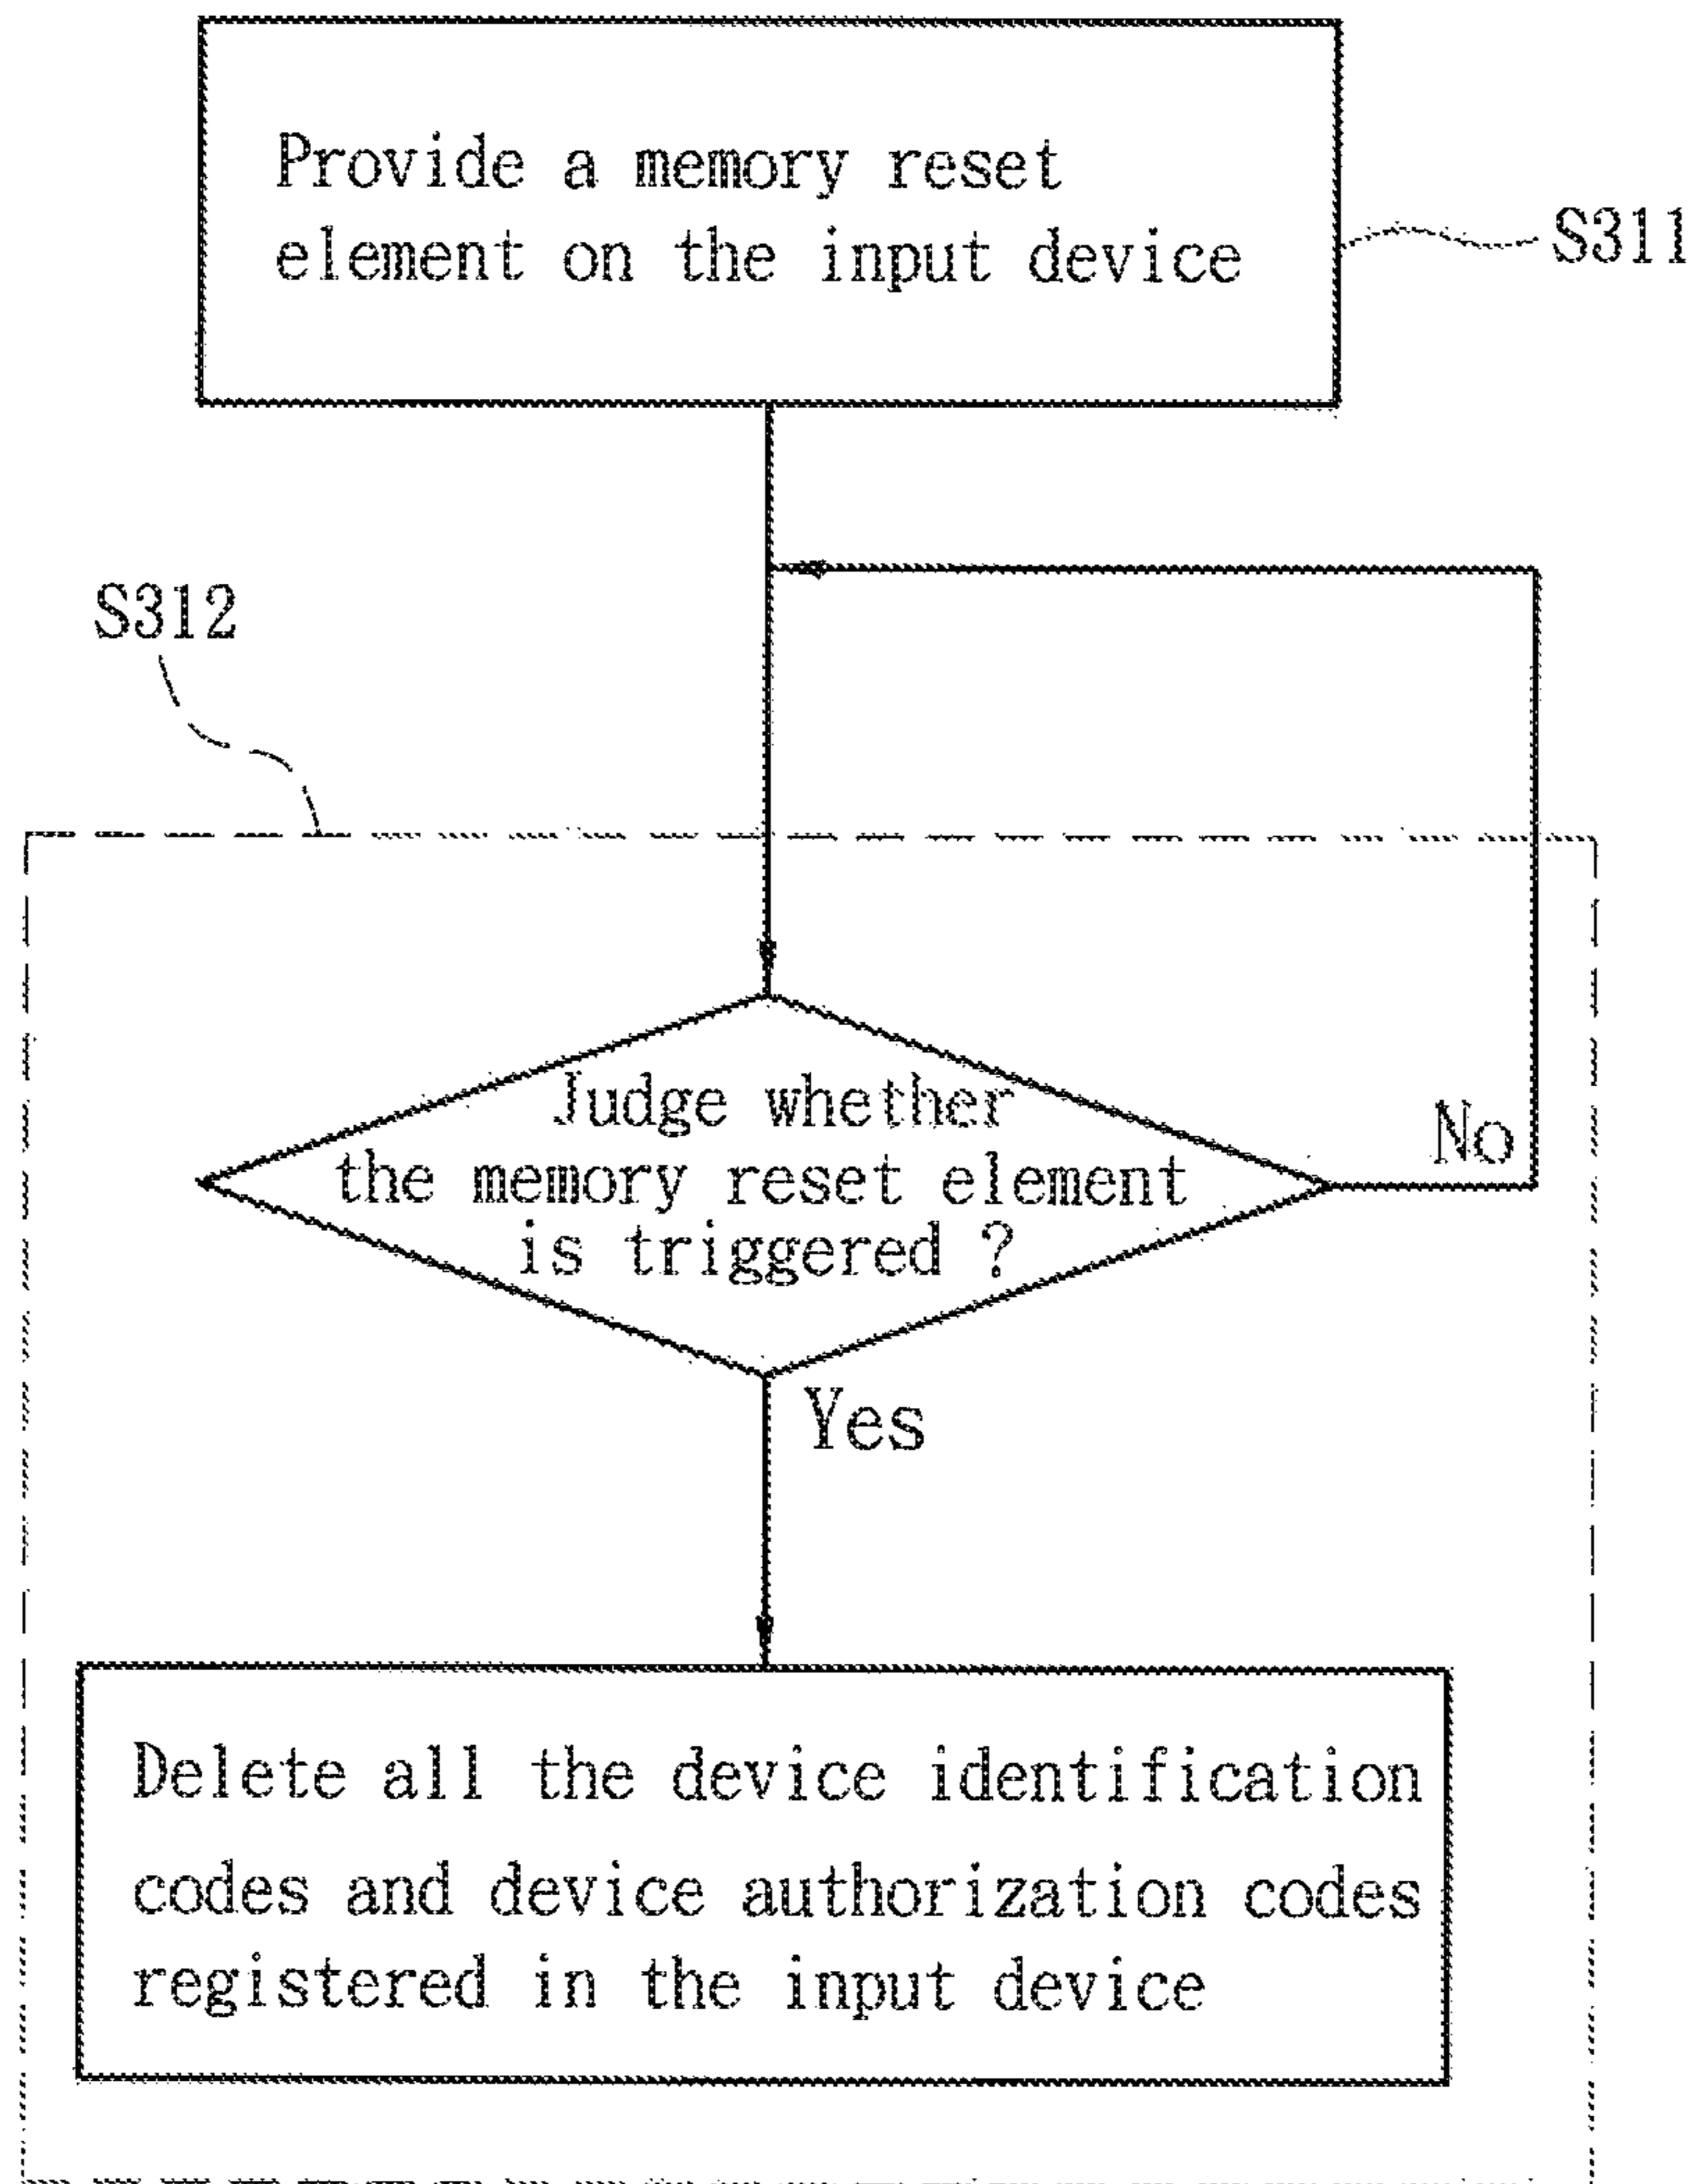 Provide a memory reset
element on the input device
S311
S312
Judge whether
the memory reset element
is triggered ?
No
Yes
Delete all the device identification
codes and device authorization codes
registered in the input device